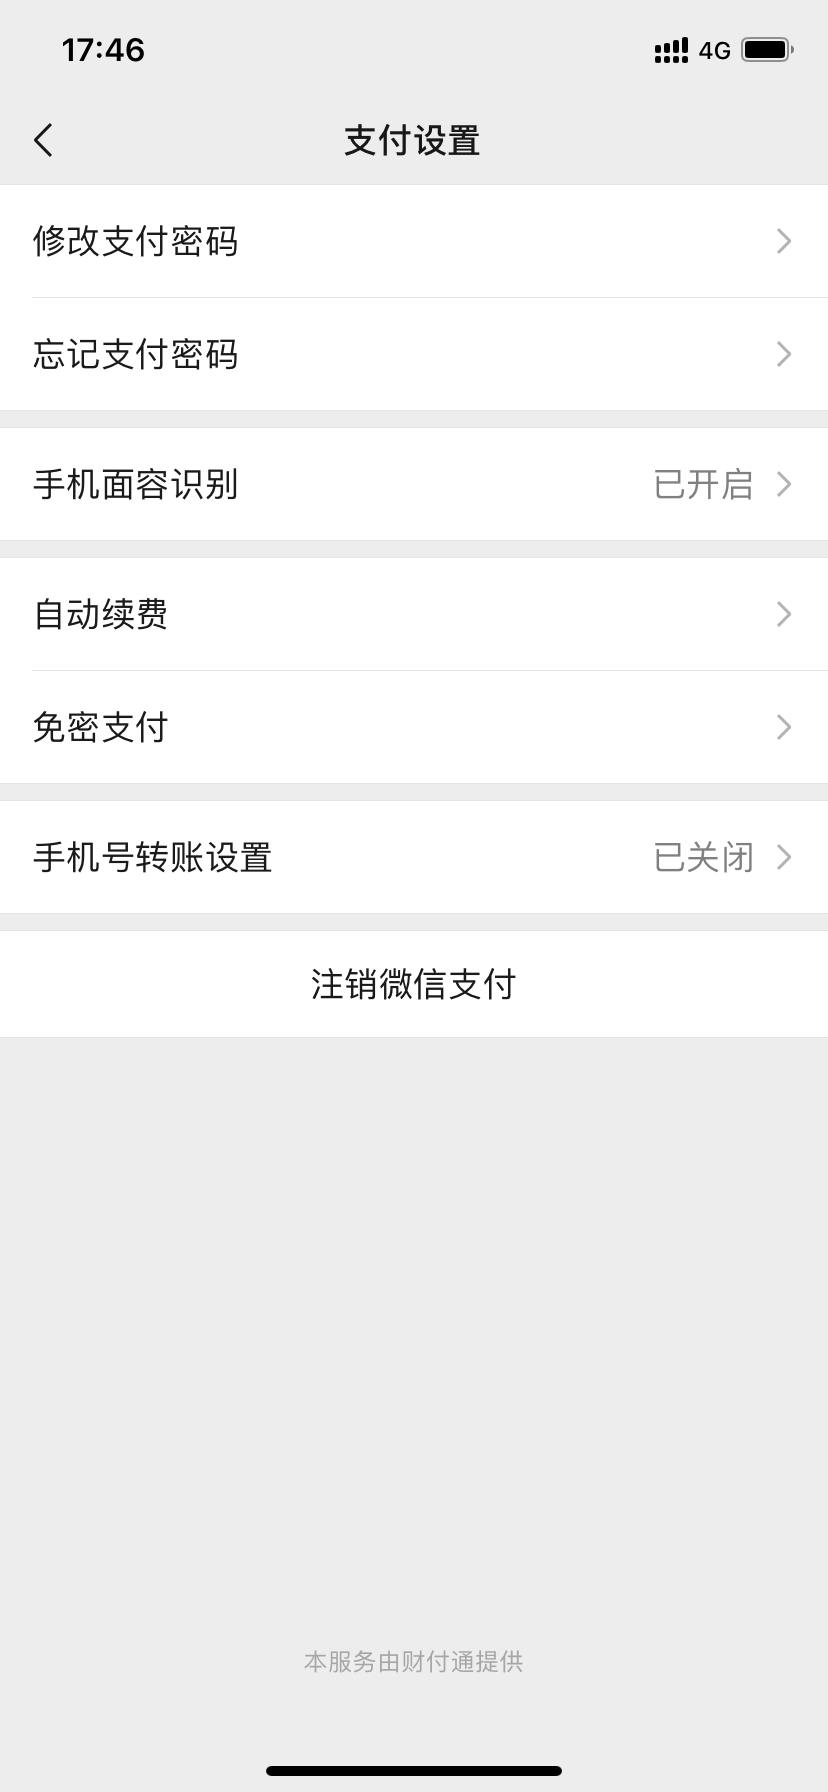 17:46
4G
支付设置
修改支付密码
忘记支付密码
手机面容识别 已开启
自动续费
免密支付
手机号转账设置 已关闭
注销微信支付
本服务由财付通提供